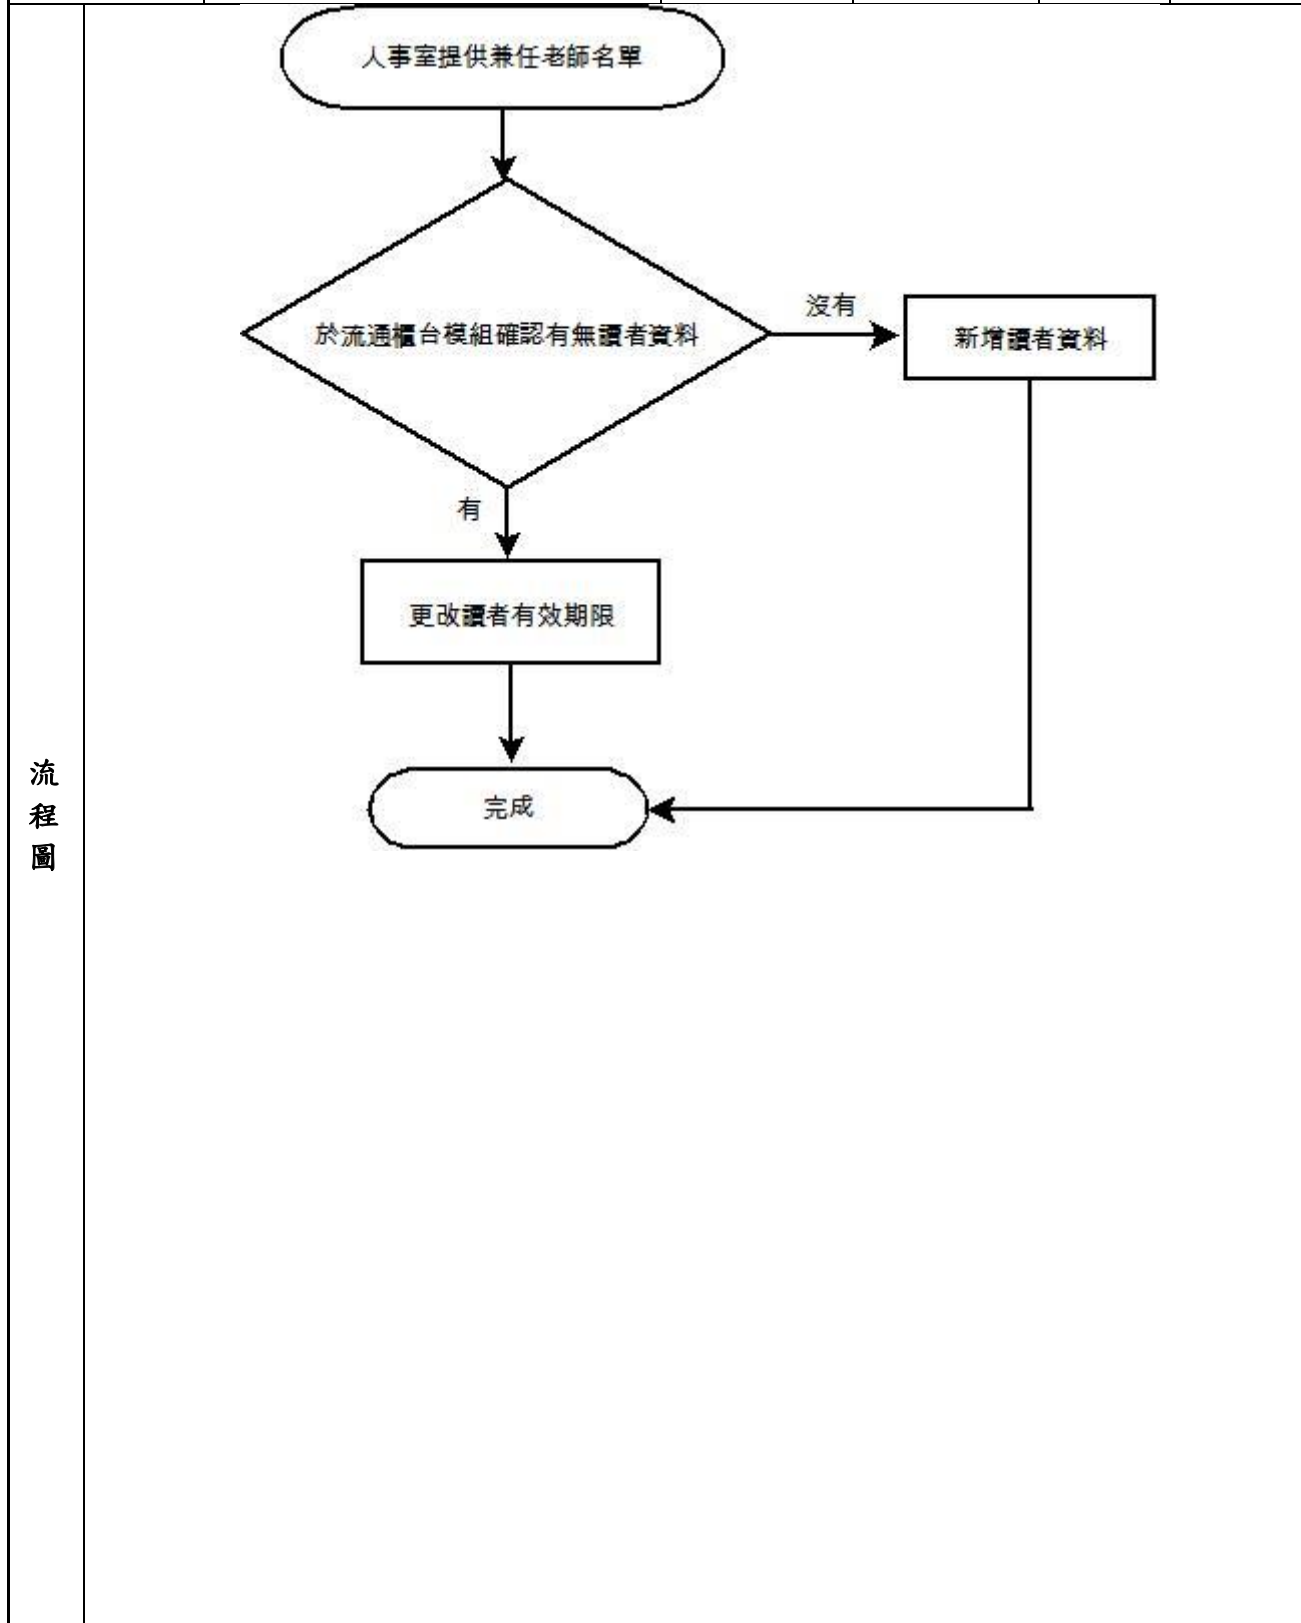 人事室提供兼任老師名單
於流通櫃台模組確認有無讀者資料
沒有
新增讀者資料
有
更改讀者有效期限
完成
流
程
圖